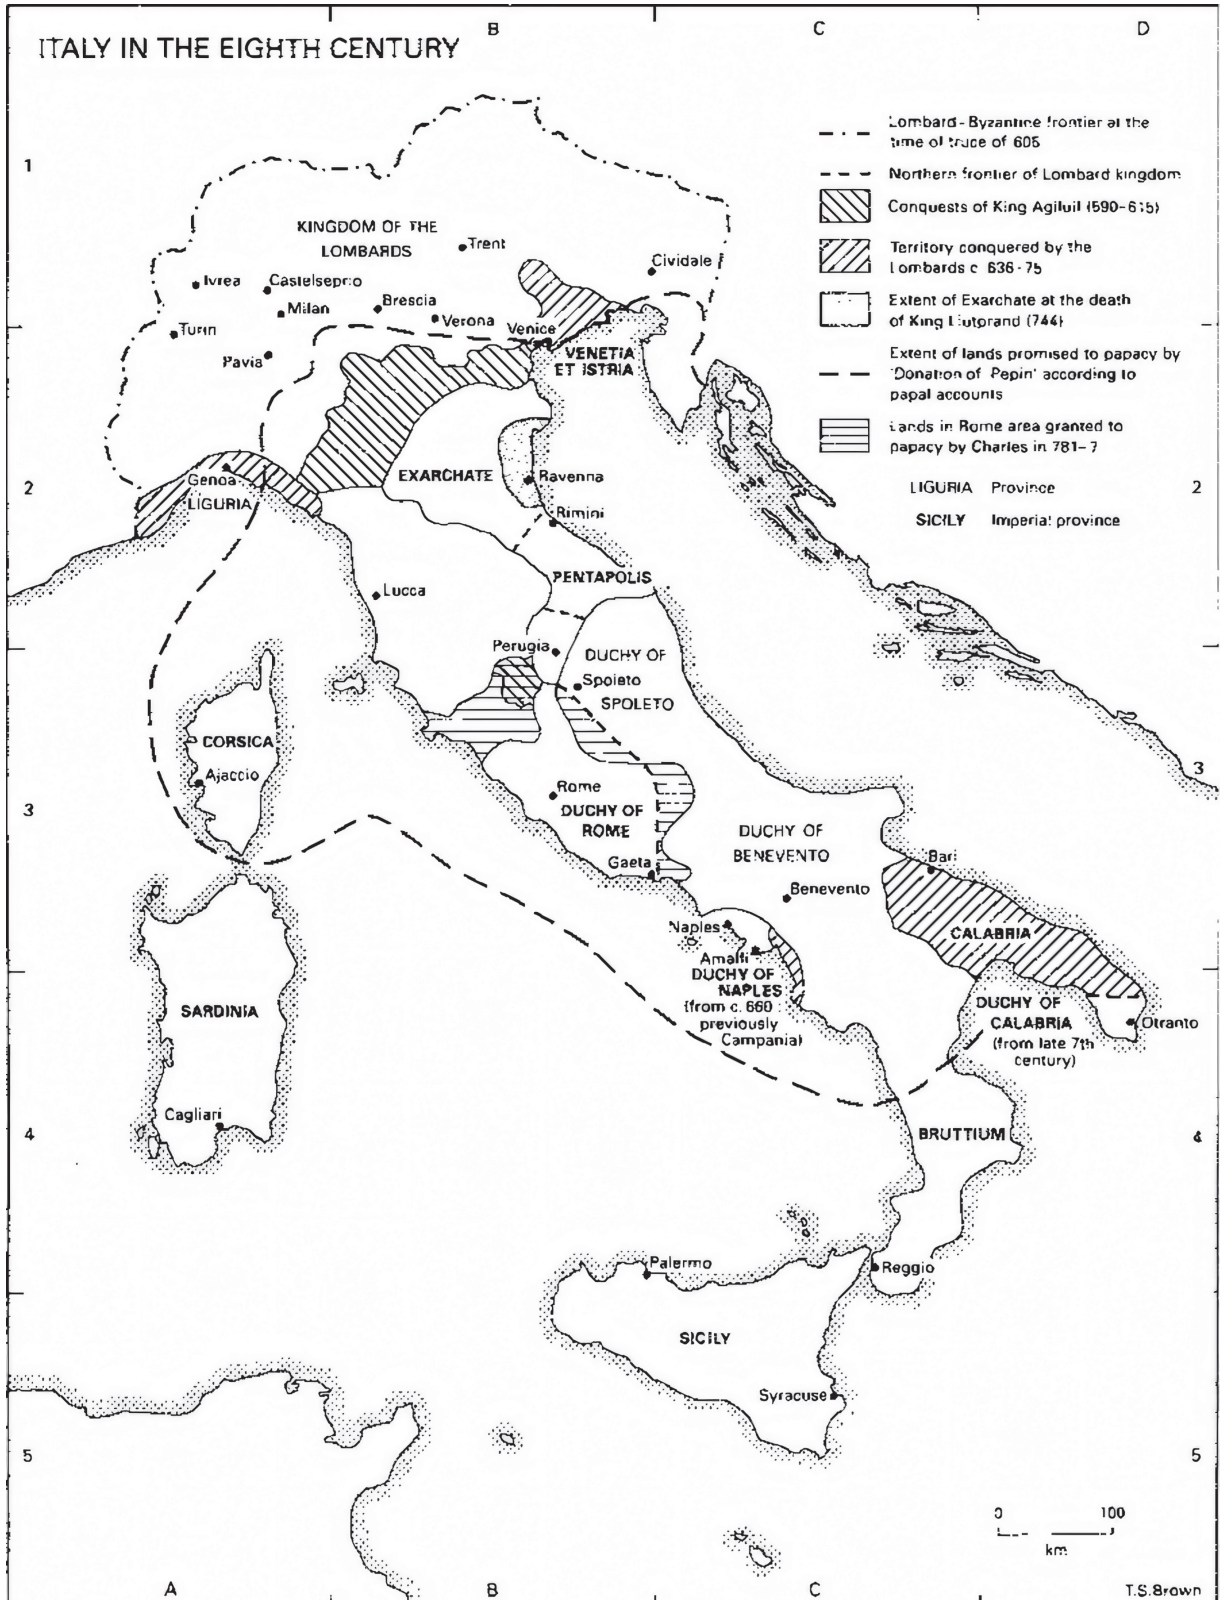 B
C
D
ITALY IN THE EIGHTH CENTURY
Lombard-Byzantine frontier at the
time of truce of 605
Northern frontier of Lombard kingdom
Conquests of King Agilulf (590-615)
Territory conquered by the
Lombards c 636-75
Extent of Exarchate at the death
of King Liutprand (744)
Extent of lands promised to papacy by
'Donation of Pepin' according to
papal accounts
Lands in Rome area granted to
papacy by Charles in 781-7
LIGURIA Province
SICILY Imperial province
1
KINGDOM OF THE
LOMBARDS
Trent
Cividale
Ivrea
Castelseprio
Milan
Brescia
Verona
Turin
Venice
Pavia
VENETIA
ET ISTRIA
2
2
Genoa
LIGURIA
EXARCHATE
Ravenna
Rimini
PENTAPOLIS
Lucca
Perugia
DUCHY OF
Spoleto
SPOLETO
CORSICA
Ajaccio
3
3
Rome
DUCHY OF
ROME
Gaeta
DUCHY OF
BENEVENTO
Benevento
Bari
Naples
Amalfi
DUCHY OF
NAPLES
(from c. 660 :
previously
Campania)
CALABRIA
DUCHY OF
CALABRIA
(from late 7th
century)
Otranto
SARDINIA
Cagliari
4
4
BRUTTIUM
Palermo
Reggio
SICILY
Syracuse
5
5
0 100
km
A
B
C
T.S.Brown